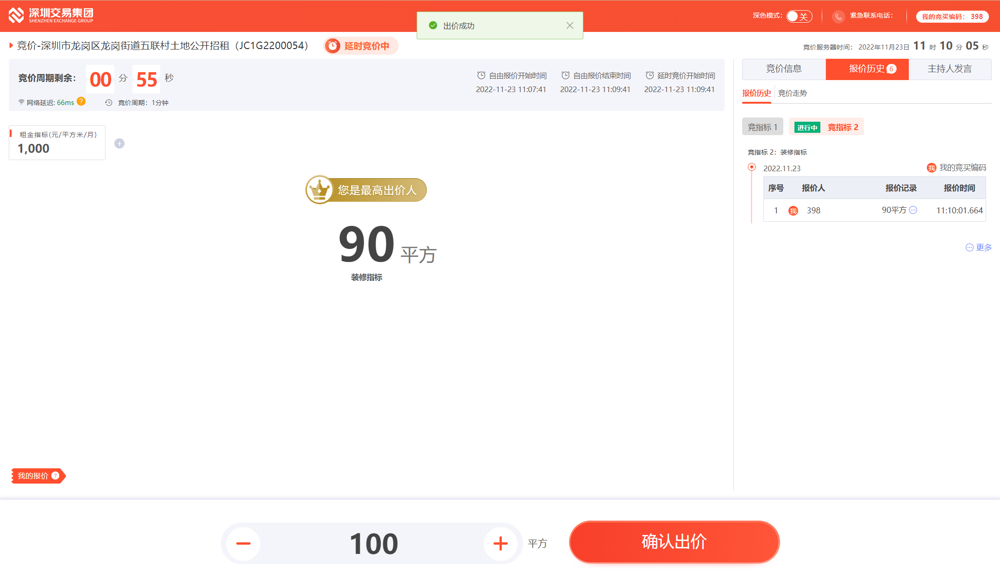 深圳交易集团
SHENZHEN EXCHANGE GROUP
出价成功
深色模式: 关
紧急联系电话:
我的竞买编码: 398
竞价-深圳市龙岗区龙岗街道五联村土地公开招租（JC1G2200054）
延时竞价中
竞价服务器时间: 2022年11月23日 11 时 10 分 05 秒
竞价周期剩余: 00 分 55 秒
网络延迟: 66ms ?
竞价周期: 1分钟
自由报价开始时间
2022-11-23 11:07:41
自由报价结束时间
2022-11-23 11:09:41
延时竞价开始时间
2022-11-23 11:09:41
租金指标(元/平方米/月)
1,000
您是最高出价人
90 平方
装修指标
竞价信息
报价历史 6
主持人发言
报价历史
竞价走势
竞指标 1
进行中 竞指标 2
竞指标 2: 装修指标
2022.11.23
我 我的竞买编码
序号 报价人 报价记录 报价时间
1 我 398 90平方 11:10:01.664
更多
我的报价 ?
100 平方
确认出价